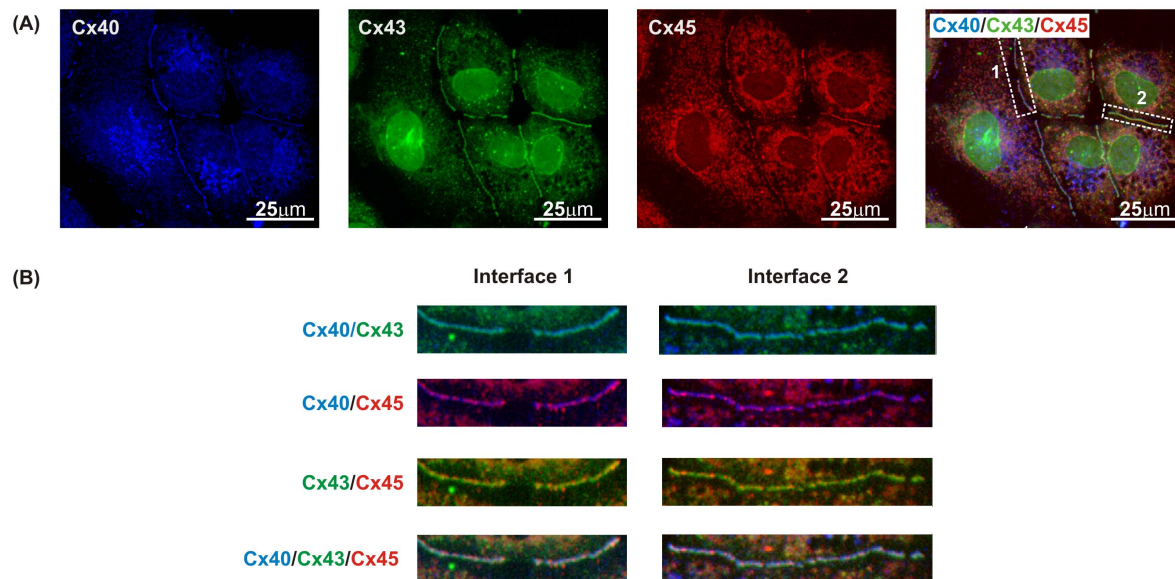 (A)
Cx40
Cx43
Cx45
Cx40/Cx43/Cx45
1
2
25μm
25μm
25μm
25μm
(B)
Interface 1
Interface 2
Cx40/Cx43
Cx40/Cx45
Cx43/Cx45
Cx40/Cx43/Cx45